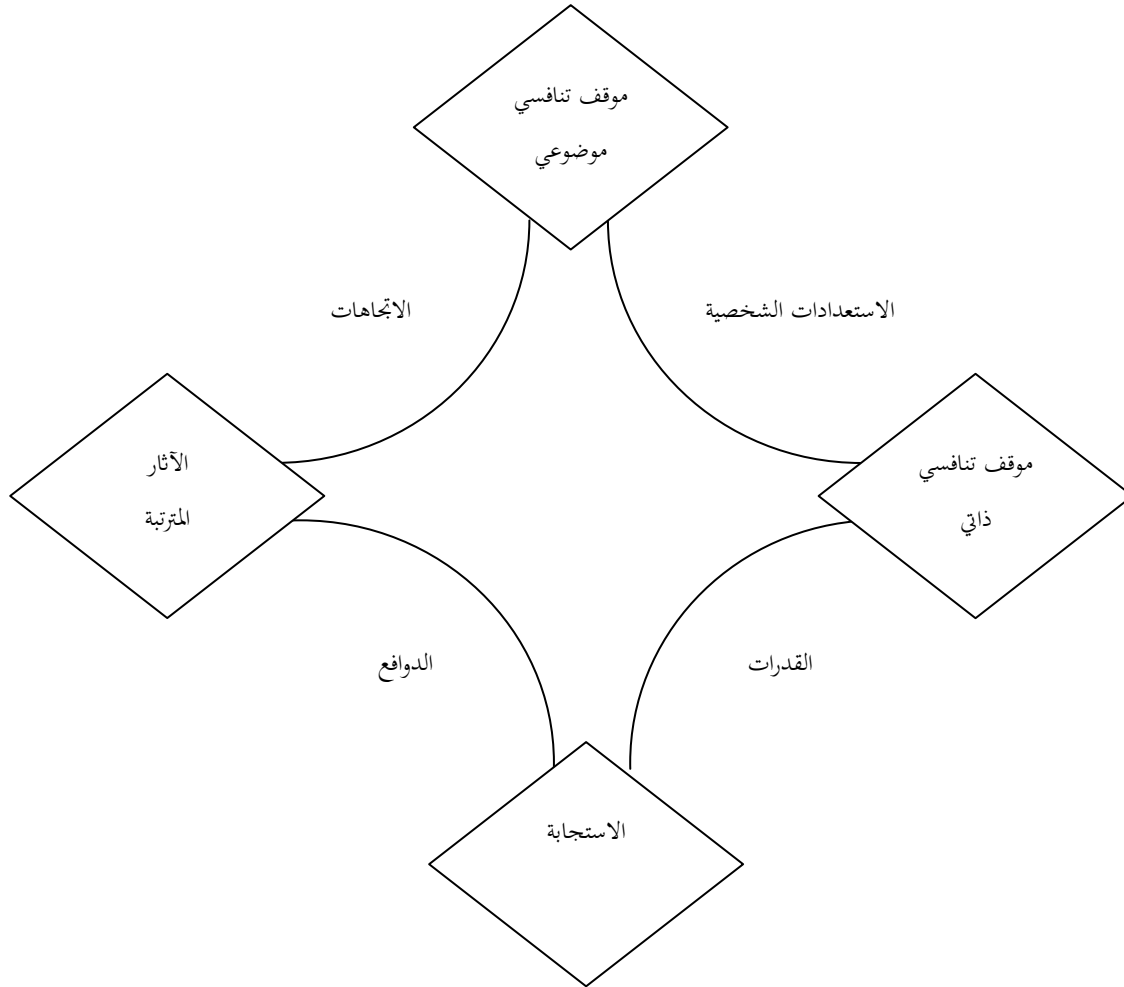 موقف تنافسي
موضوعي
الاستعدادات الشخصية
الاتجاهات
موقف تنافسي
ذاتي
الآثار
المترتبة
القدرات
الدوافع
الاستجابة